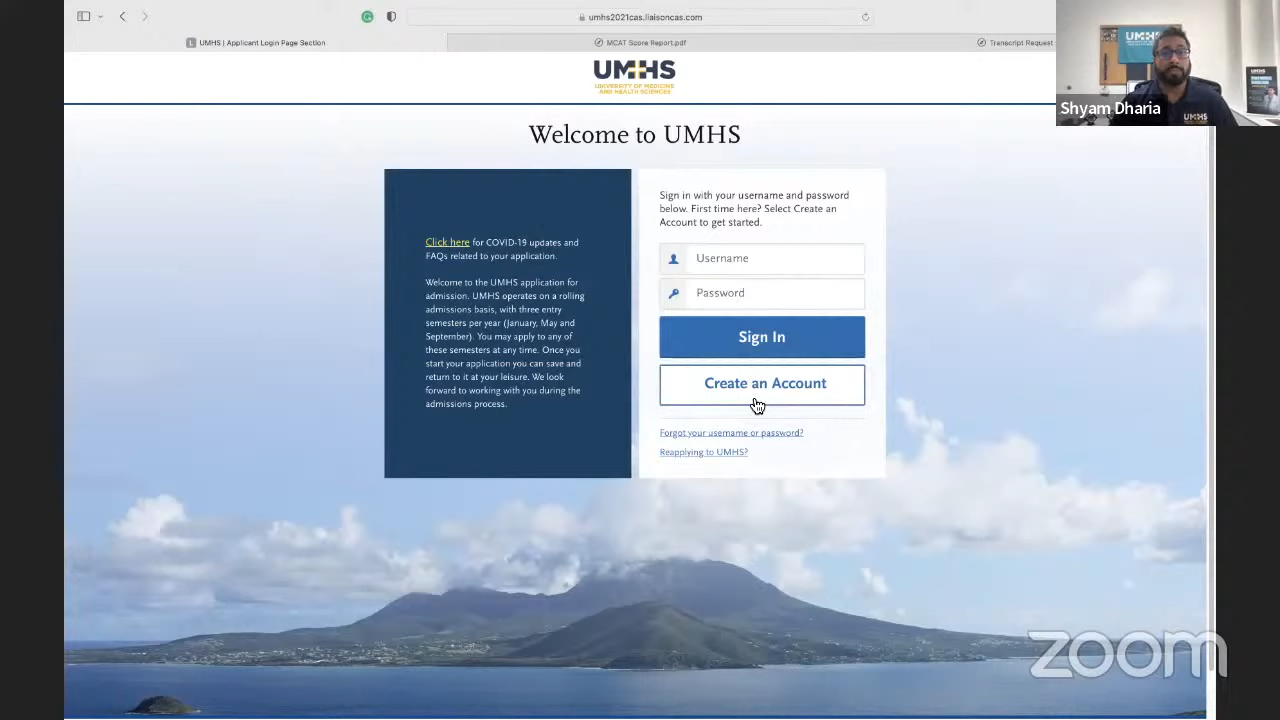 umhs2021cas.liaisoncas.com
UMHS | Applicant Login Page Section
MCAT Score Report.pdf
Transcript Request
UMHS
UNIVERSITY OF MEDICINE
AND HEALTH SCIENCES
UMHS
Shyam Dharia
UMHS
Welcome to UMHS
Click here for COVID-19 updates and
FAQs related to your application.
Welcome to the UMHS application for
admission. UMHS operates on a rolling
admissions basis, with three entry
semesters per year (January, May and
September). You may apply to any of
these semesters at any time. Once you
start your application you can save and
return to it at your leisure. We look
forward to working with you during the
admissions process.
Sign in with your username and password
below. First time here? Select Create an
Account to get started.
Username
Password
Sign In
Create an Account
Forgot your username or password?
Reapplying to UMHS?
zoom